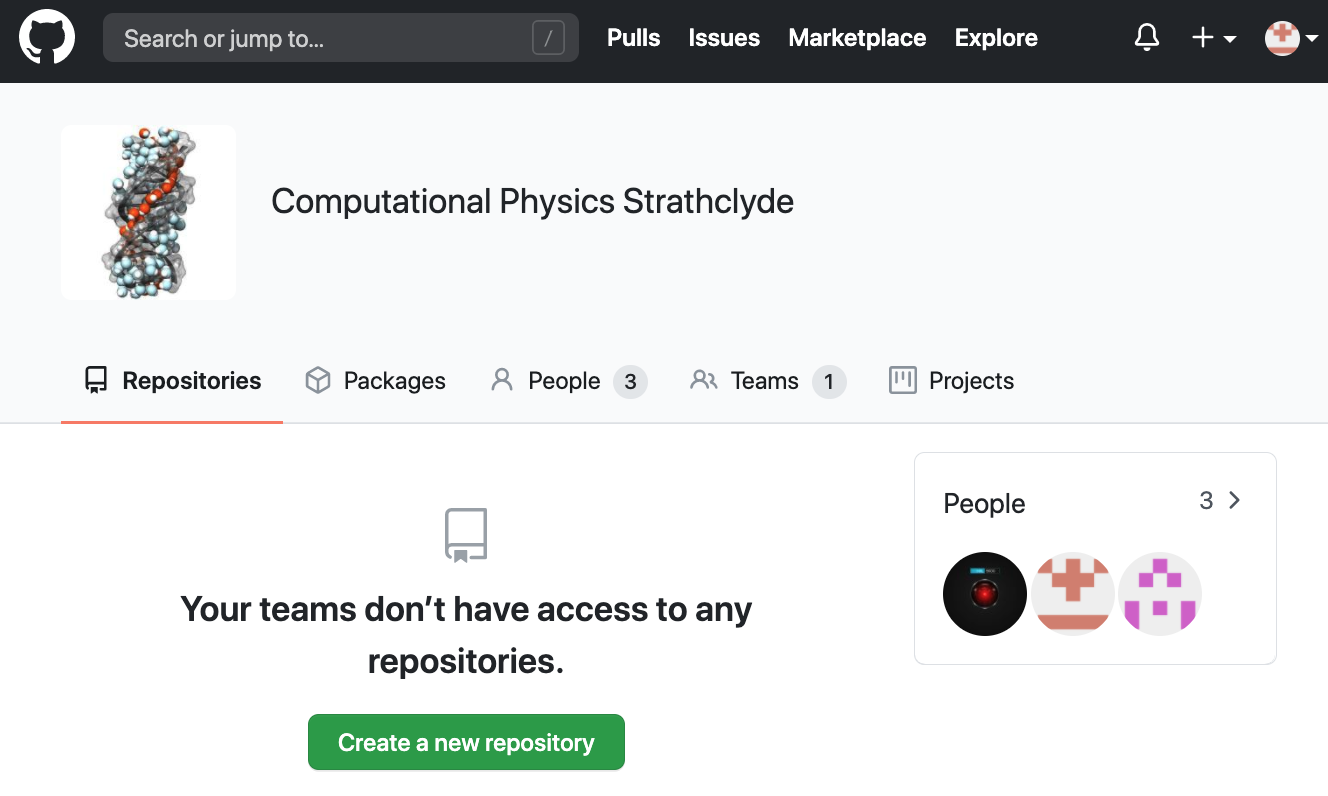 Search or jump to... /
Pulls Issues Marketplace Explore
Computational Physics Strathclyde
Repositories Packages People 3 Teams 1 Projects
People 3
Your teams don’t have access to any
repositories.
Create a new repository